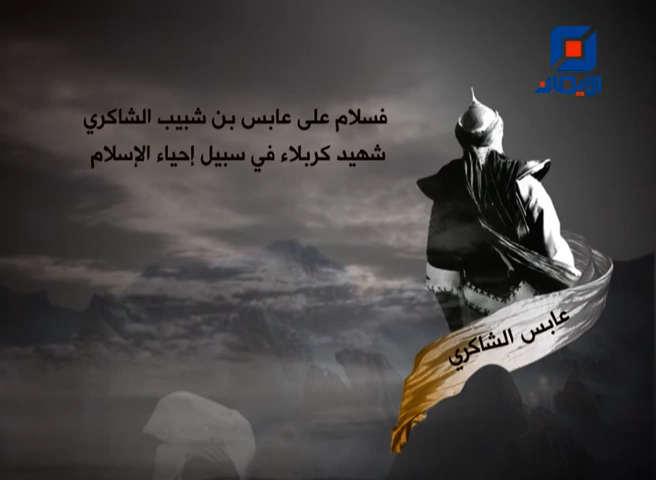 الإيمان
فسلام على عابس بن شبيب الشاكري
شهيد كربلاء في سبيل إحياء الإسلام
عابس الشاكري